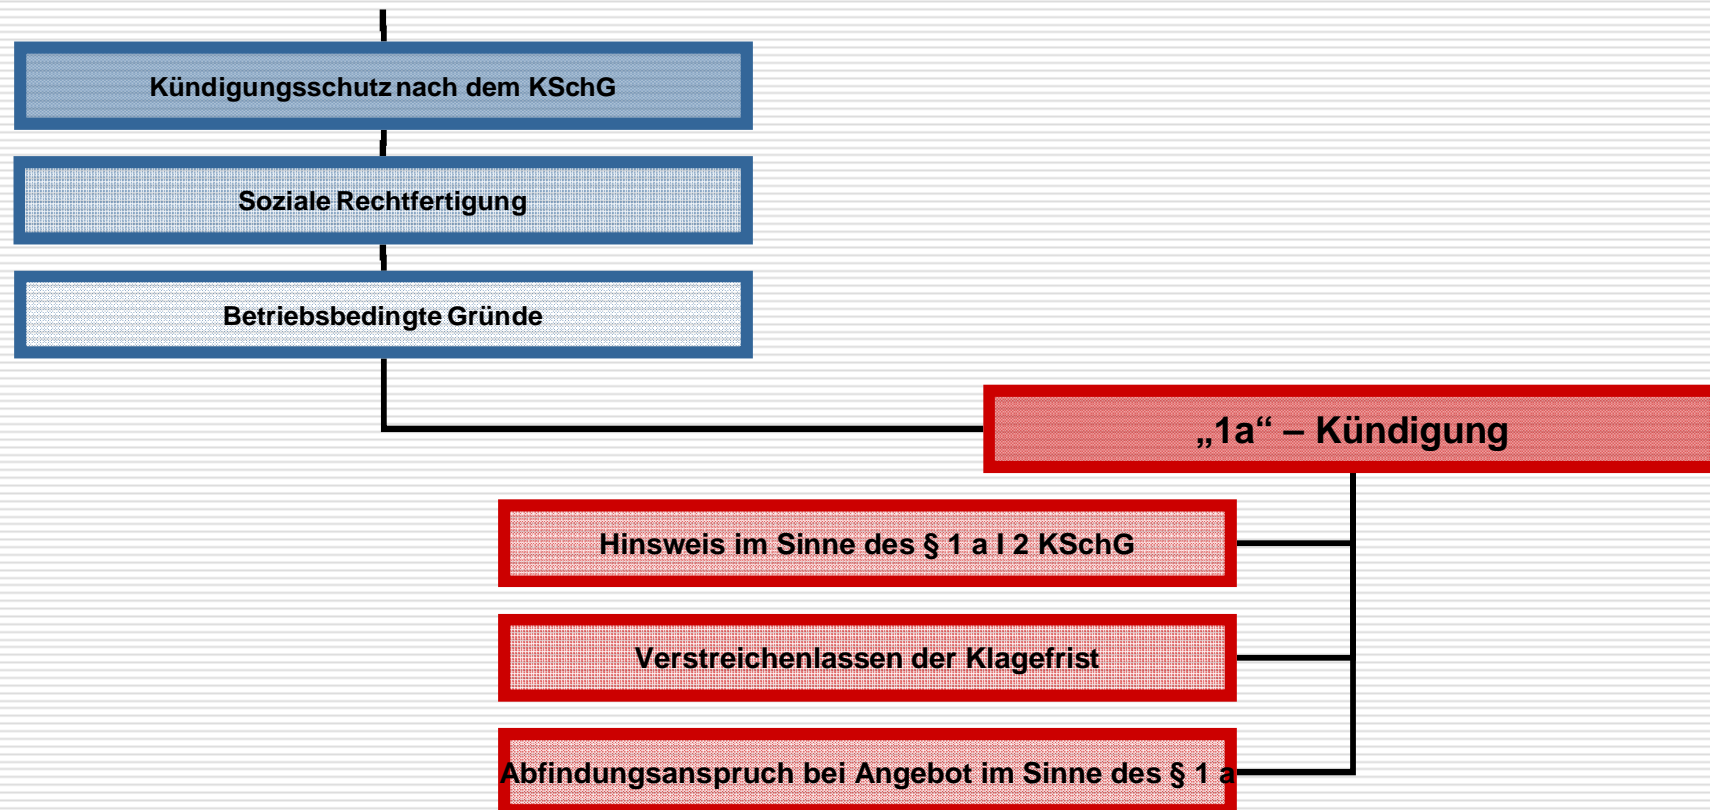 Kündigungsschutz nach dem KSchG
Soziale Rechtfertigung
Betriebsbedingte Gründe
„1a“ – Kündigung
Hinsweis im Sinne des § 1 a I 2 KSchG
Verstreichenlassen der Klagefrist
Abfindungsanspruch bei Angebot im Sinne des § 1 a